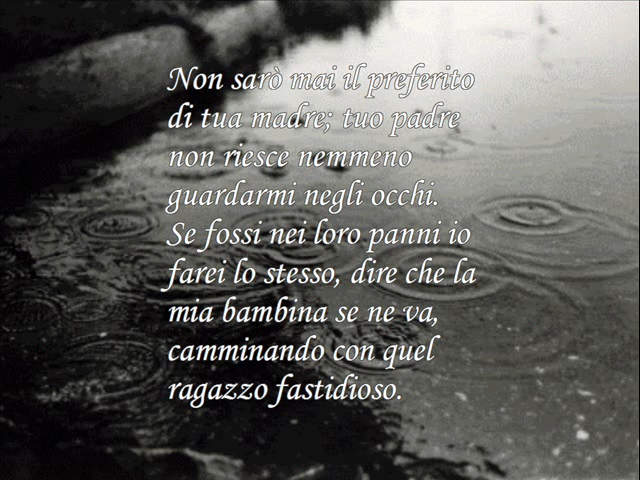 Non sarò mai il preferito
di tua madre; tuo padre
non riesce nemmeno
guardarmi negli occhi.
Se fossi nei loro panni io
farei lo stesso, dire che la
mia bambina se ne va,
camminando con quel
ragazzo fastidioso.